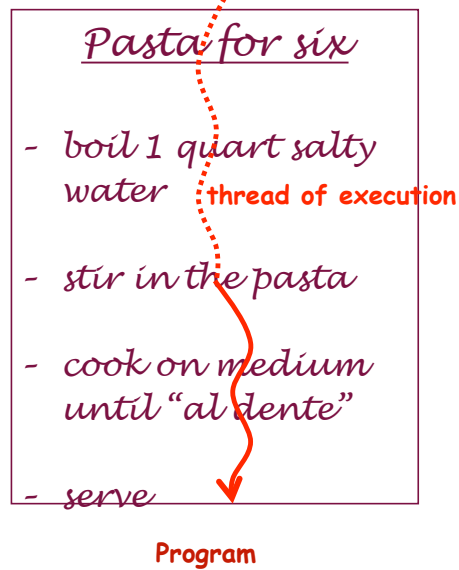 Pasta for six
- boil 1 quart salty
water
thread of execution
- stir in the pasta
- cook on medium
until “al dente”
- serve
Program